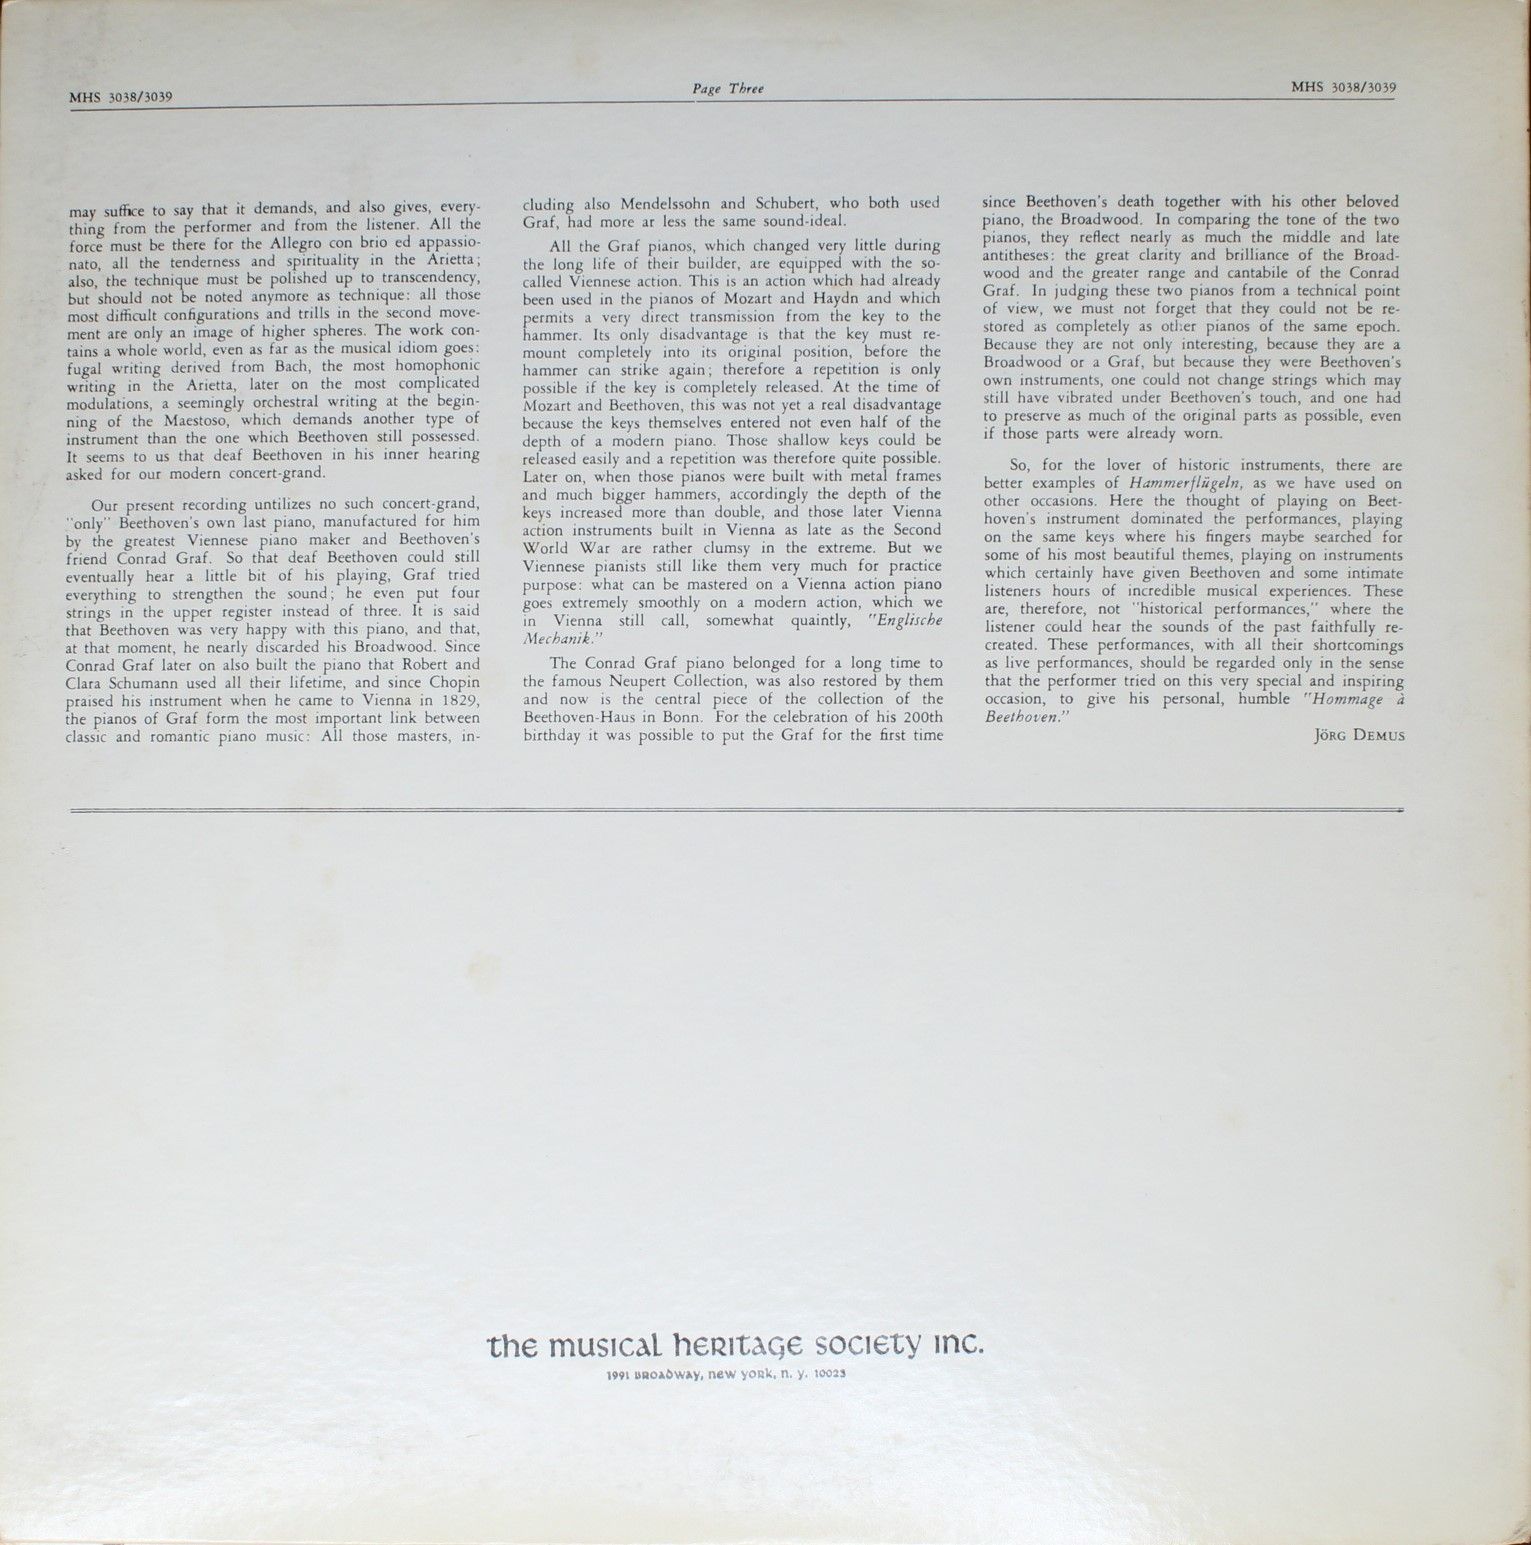 MHS 3038/3039
Page Three
MHS 3038/3039
may suffice to say that it demands, and also gives, every-
thing from the performer and from the listener. All the
force must be there for the Allegro con brio ed appassio-
nato, all the tenderness and spirituality in the Arietta;
also, the technique must be polished up to transcendency,
but should not be noted anymore as technique: all those
most difficult configurations and trills in the second move-
ment are only an image of higher spheres. The work con-
tains a whole world, even as far as the musical idiom goes:
fugal writing derived from Bach, the most homophonic
writing in the Arietta, later on the most complicated
modulations, a seemingly orchestral writing at the begin-
ning of the Maestoso, which demands another type of
instrument than the one which Beethoven still possessed.
It seems to us that deaf Beethoven in his inner hearing
asked for our modern concert-grand.
Our present recording untilizes no such concert-grand,
"only" Beethoven's own last piano, manufactured for him
by the greatest Viennese piano maker and Beethoven's
friend Conrad Graf. So that deaf Beethoven could still
eventually hear a little bit of his playing, Graf tried
everything to strengthen the sound; he even put four
strings in the upper register instead of three. It is said
that Beethoven was very happy with this piano, and that,
at that moment, he nearly discarded his Broadwood. Since
Conrad Graf later on also built the piano that Robert and
Clara Schumann used all their lifetime, and since Chopin
praised his instrument when he came to Vienna in 1829,
the pianos of Graf form the most important link between
classic and romantic piano music: All those masters, in-
cluding also Mendelssohn and Schubert, who both used
Graf, had more ar less the same sound-ideal.
All the Graf pianos, which changed very little during
the long life of their builder, are equipped with the so-
called Viennese action. This is an action which had already
been used in the pianos of Mozart and Haydn and which
permits a very direct transmission from the key to the
hammer. Its only disadvantage is that the key must re-
mount completely into its original position, before the
hammer can strike again; therefore a repetition is only
possible if the key is completely released. At the time of
Mozart and Beethoven, this was not yet a real disadvantage
because the keys themselves entered not even half of the
depth of a modern piano. Those shallow keys could be
released easily and a repetition was therefore quite possible.
Later on, when those pianos were built with metal frames
and much bigger hammers, accordingly the depth of the
keys increased more than double, and those later Vienna
action instruments built in Vienna as late as the Second
World War are rather clumsy in the extreme. But we
Viennese pianists still like them very much for practice
purpose: what can be mastered on a Vienna action piano
goes extremely smoothly on a modern action, which we
in Vienna still call, somewhat quaintly, "Englische
Mechanik."
The Conrad Graf piano belonged for a long time to
the famous Neupert Collection, was also restored by them
and now is the central piece of the collection of the
Beethoven-Haus in Bonn. For the celebration of his 200th
birthday it was possible to put the Graf for the first time
since Beethoven's death together with his other beloved
piano, the Broadwood. In comparing the tone of the two
pianos, they reflect nearly as much the middle and late
antitheses: the great clarity and brilliance of the Broad-
wood and the greater range and cantabile of the Conrad
Graf. In judging these two pianos from a technical point
of view, we must not forget that they could not be re-
stored as completely as other pianos of the same epoch.
Because they are not only interesting, because they are a
Broadwood or a Graf, but because they were Beethoven's
own instruments, one could not change strings which may
still have vibrated under Beethoven's touch, and one had
to preserve as much of the original parts as possible, even
if those parts were already worn.
So, for the lover of historic instruments, there are
better examples of Hammerflügeln, as we have used on
other occasions. Here the thought of playing on Beet-
hoven's instrument dominated the performances, playing
on the same keys where his fingers maybe searched for
some of his most beautiful themes, playing on instruments
which certainly have given Beethoven and some intimate
listeners hours of incredible musical experiences. These
are, therefore, not "historical performances," where the
listener could hear the sounds of the past faithfully re-
created. These performances, with all their shortcomings
as live performances, should be regarded only in the sense
that the performer tried on this very special and inspiring
occasion, to give his personal, humble "Hommage à
Beethoven."
JÖRG DEMUS
the musical heritage society inc.
1991 Broadway, new york, n. y. 10023